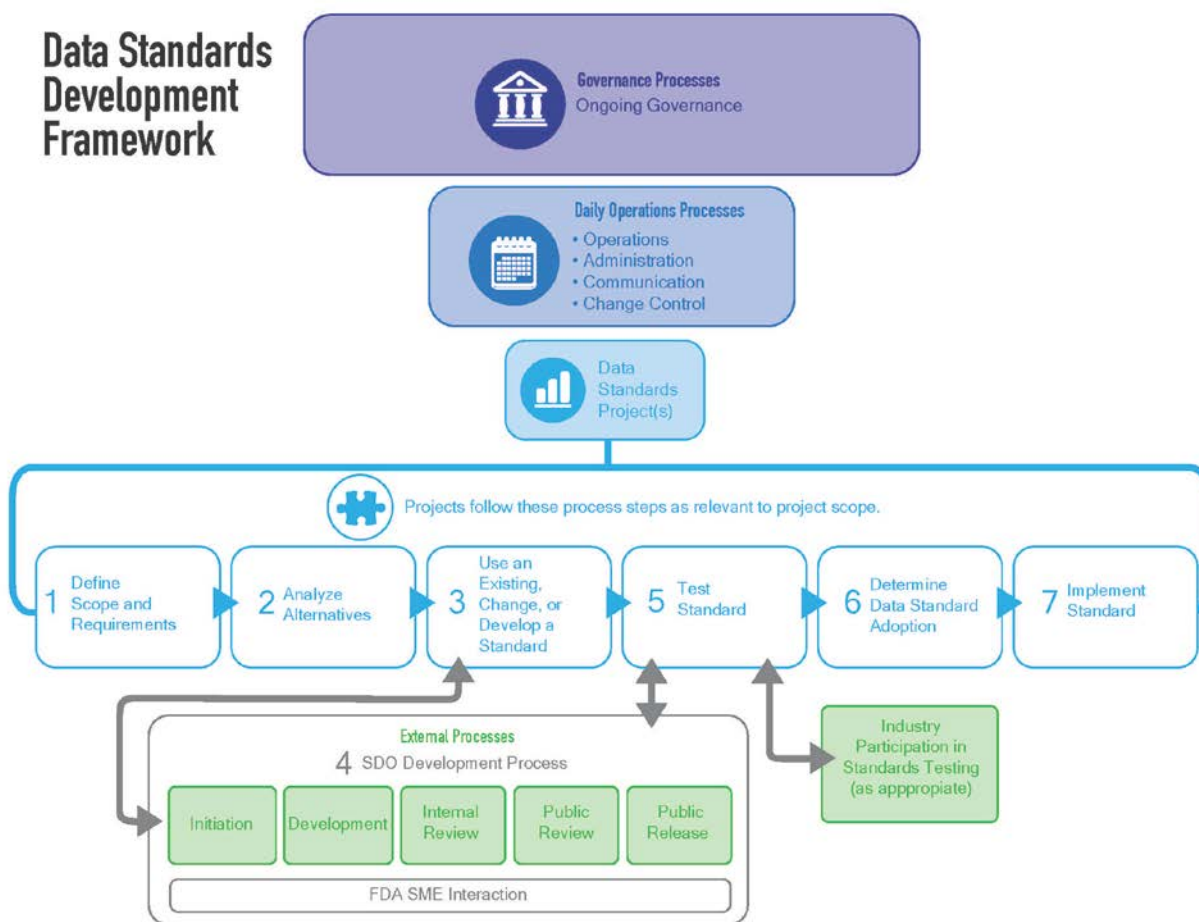 Data Standards
Development
Framework
Governance Processes
Ongoing Governance
Daily Operations Processes
• Operations
• Administration
• Communication
• Change Control
Data
Standards
Project(s)
Projects follow these process steps as relevant to project scope.
1 Define
Scope and
Requirements
2 Analyze
Alternatives
3 Use an
Existing,
Change, or
Develop a
Standard
5 Test
Standard
6 Determine
Data Standard
Adoption
7 Implement
Standard
External Processes
4 SDO Development Process
Initiation
Development
Internal
Review
Public
Review
Public
Release
FDA SME Interaction
Industry
Participation in
Standards Testing
(as apppropiate)